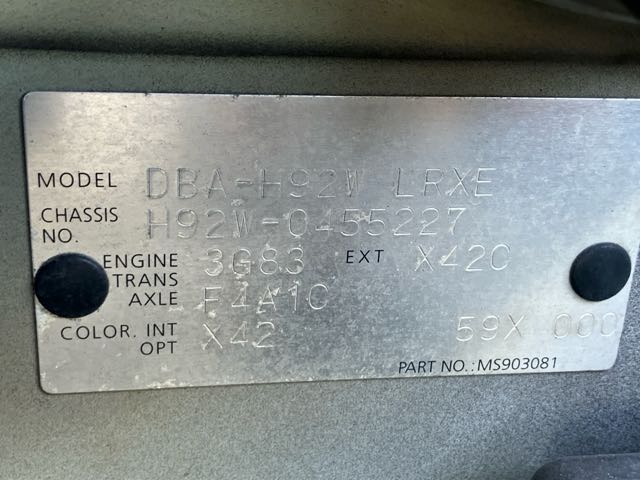 MODEL DBA-H92W LRXE
CHASSIS NO. H92W-0455227
ENGINE 3G83 EXT X42C
TRANS AXLE F4A1C
COLOR. INT X42 59X 000
OPT
PART NO.: MS903081